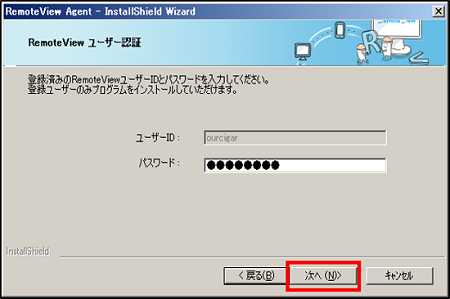 RemoteView Agent - InstallShield Wizard
RemoteView ユーザー認証
登録済みのRemoteViewユーザーIDとパスワードを入力してください。
登録ユーザーのみプログラムをインストールしていただけます。
ユーザーID :
ourcigar
パスワード :
●●●●●●●●
InstallShield
< 戻る(B)
次へ (N)>
キャンセル